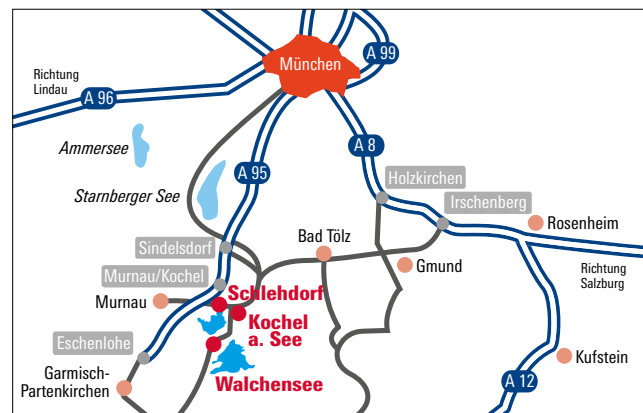 A 99
München
Richtung
Lindau
A 96
Ammersee
A 8
A 95
Starnberger See
Holzkirchen
Irschenberg
Rosenheim
Bad Tölz
Sindelsdorf
Gmund
Richtung
Salzburg
Murnau/Kochel
Murnau
Schlehdorf
Kochel
a. See
Eschenlohe
Walchensee
Kufstein
Garmisch-
Partenkirchen
A 12